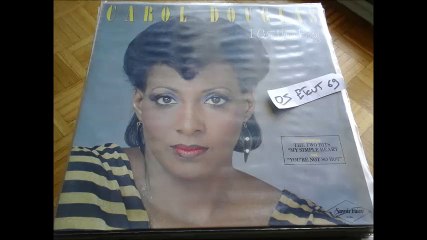 CAROL DOUGLAS
DJ BEUT 69
THE TWO HITS
"MY SIMPLE HEART"
"YOU'RE NOT SO HOT"